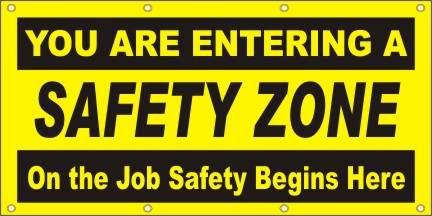 YOU ARE ENTERING A
SAFETY ZONE
On the Job Safety Begins Here